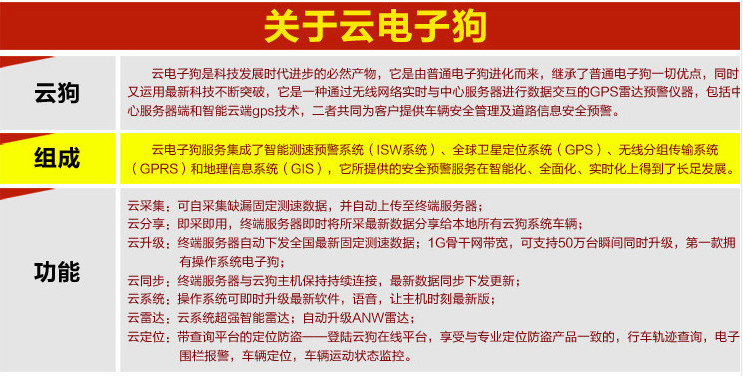 关于云电子狗
云狗
云电子狗是科技发展时代进步的必然产物，它是由普通电子狗进化而来，继承了普通电子狗一切优点，同时
又运用最新科技不断突破，它是一种通过无线网络实时与中心服务器进行数据交互的GPS雷达预警仪器，包括中
心服务器端和智能云端gps技术，二者共同为客户提供车辆安全管理及道路信息安全预警。
组成
云电子狗服务集成了智能测速预警系统（ISW系统）、全球卫星定位系统（GPS）、无线分组传输系统
（GPRS）和地理信息系统（GIS），它所提供的安全预警服务在智能化、全面化、实时化上得到了长足发展。
功能
云采集：可自采集缺漏固定测速数据，并自动上传至终端服务器；
云分享：即采即用，终端服务器即时将所采最新数据分享给本地所有云狗系统车辆；
云升级：终端服务器自动下发全国最新固定测速数据；1G骨干网带宽，可支持50万台瞬间同时升级，第一款拥
有操作系统电子狗；
云同步：终端服务器与云狗主机保持持续连接，最新数据同步下发更新；
云系统：操作系统可即时升级最新软件，语音，让主机时刻最新版；
云雷达：云系统超强智能雷达；自动升级ANW雷达；
云定位：带查询平台的定位防盗——登陆云狗在线平台，享受与专业定位防盗产品一致的，行车轨迹查询，电子
围栏报警，车辆定位，车辆运动状态监控。